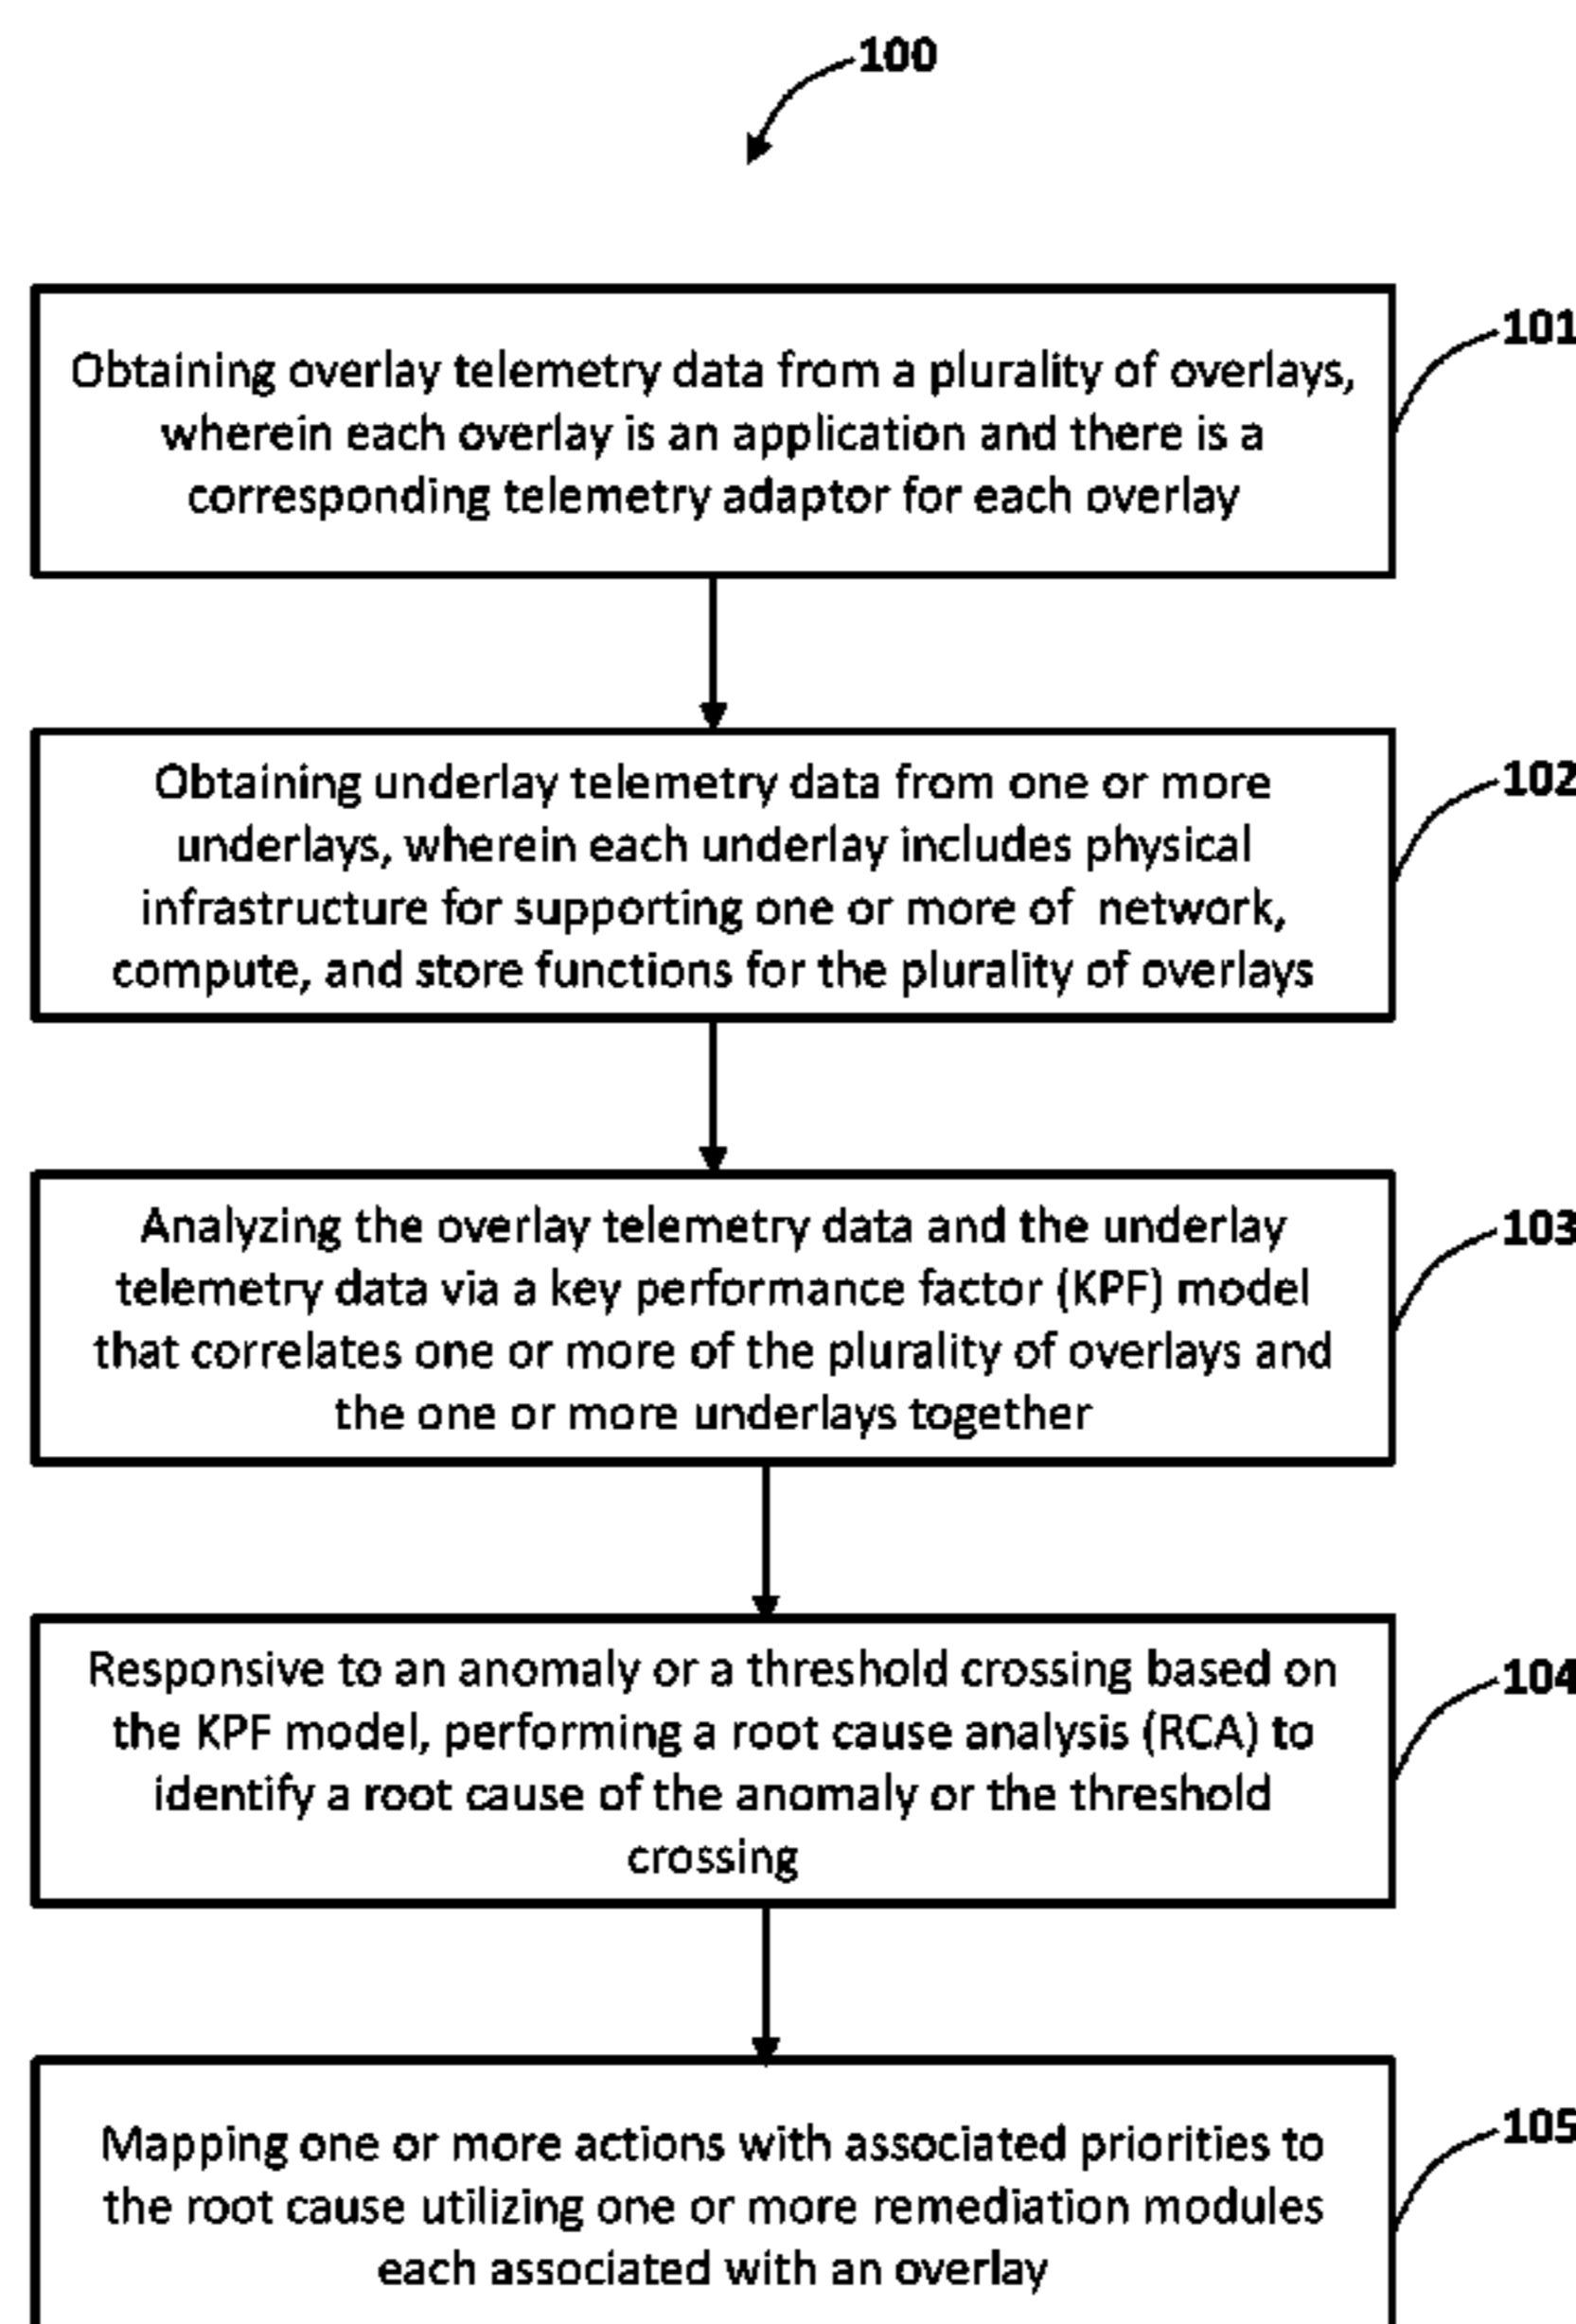 100
101
Obtaining overlay telemetry data from a plurality of overlays,
wherein each overlay is an application and there is a
corresponding telemetry adaptor for each overlay
102
Obtaining underlay telemetry data from one or more
underlays, wherein each underlay includes physical
infrastructure for supporting one or more of network,
compute, and store functions for the plurality of overlays
103
Analyzing the overlay telemetry data and the underlay
telemetry data via a key performance factor (KPF) model
that correlates one or more of the plurality of overlays and
the one or more underlays together
104
Responsive to an anomaly or a threshold crossing based on
the KPF model, performing a root cause analysis (RCA) to
identify a root cause of the anomaly or the threshold
crossing
105
Mapping one or more actions with associated priorities to
the root cause utilizing one or more remediation modules
each associated with an overlay